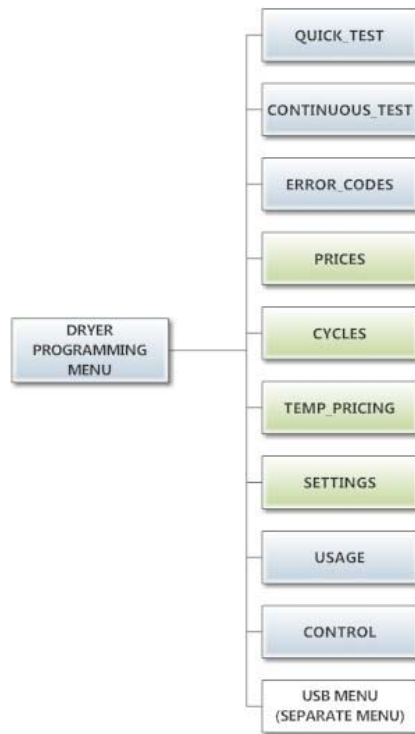 QUICK_TEST
CONTINUOUS_TEST
ERROR_CODES
PRICES
DRYER
PROGRAMMING
MENU
CYCLES
TEMP_PRICING
SETTINGS
USAGE
CONTROL
USB MENU
(SEPARATE MENU)